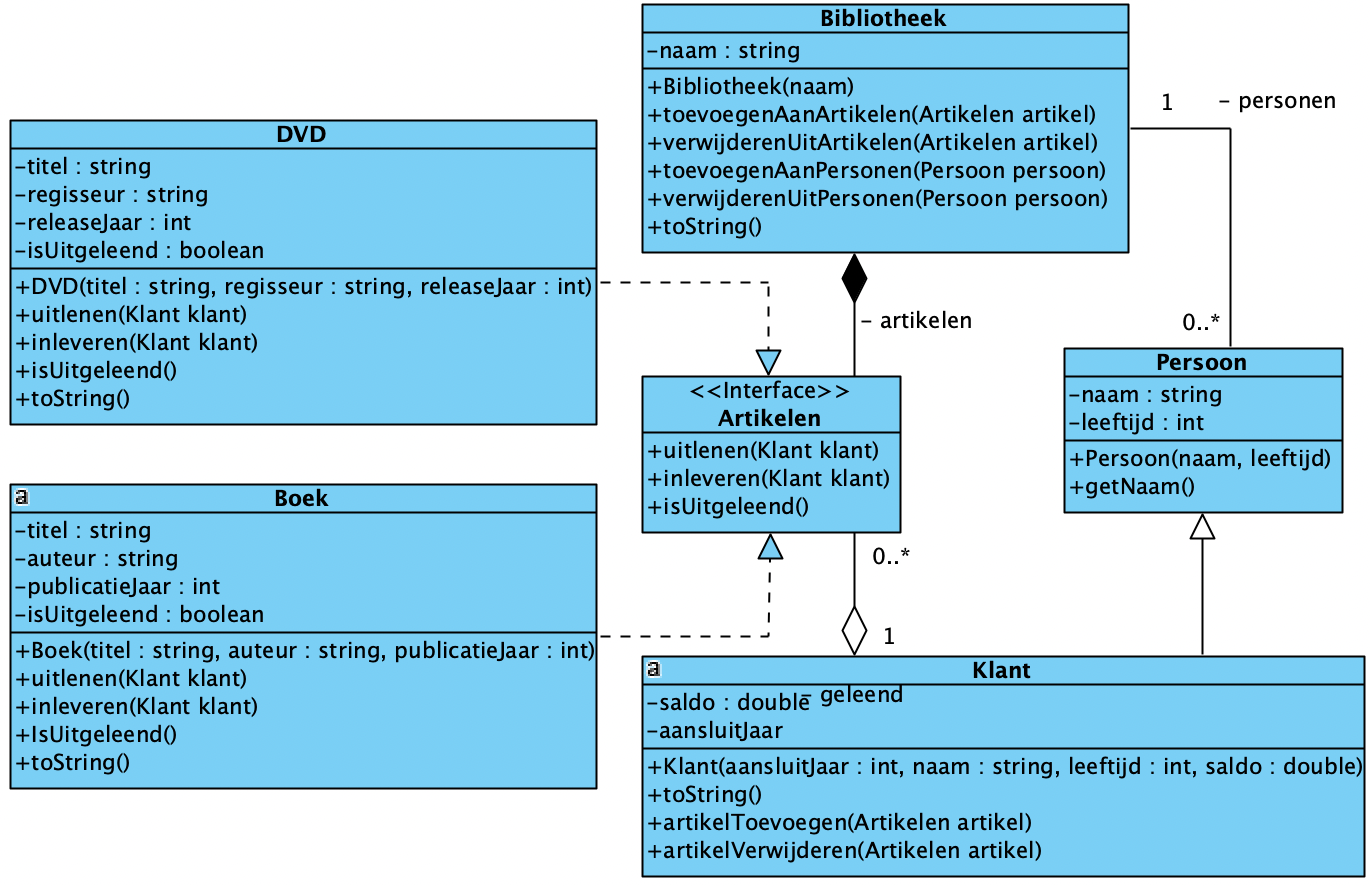 Bibliotheek
-naam : string
+Bibliotheek(naam)
+toevoegenAanArtikelen(Artikelen artikel)
+verwijderenUitArtikelen(Artikelen artikel)
+toevoegenAanPersonen(Persoon persoon)
+verwijderenUitPersonen(Persoon persoon)
+toString()
1
- personen
0..*
- artikelen
DVD
-titel : string
-regisseur : string
-releaseJaar : int
-isUitgeleend : boolean
+DVD(titel : string, regisseur : string, releaseJaar : int)
+uitlenen(Klant klant)
+inleveren(Klant klant)
+isUitgeleend()
+toString()
<<Interface>>
Artikelen
+uitlenen(Klant klant)
+inleveren(Klant klant)
+isUitgeleend()
0..*
1
- geleend
Persoon
-naam : string
-leeftijd : int
+Persoon(naam, leeftijd)
+getNaam()
a
Boek
-titel : string
-auteur : string
-publicatieJaar : int
-isUitgeleend : boolean
+Boek(titel : string, auteur : string, publicatieJaar : int)
+uitlenen(Klant klant)
+inleveren(Klant klant)
+IsUitgeleend()
+toString()
a
Klant
-saldo : double
-aansluitJaar
+Klant(aansluitJaar : int, naam : string, leeftijd : int, saldo : double)
+toString()
+artikelToevoegen(Artikelen artikel)
+artikelVerwijderen(Artikelen artikel)